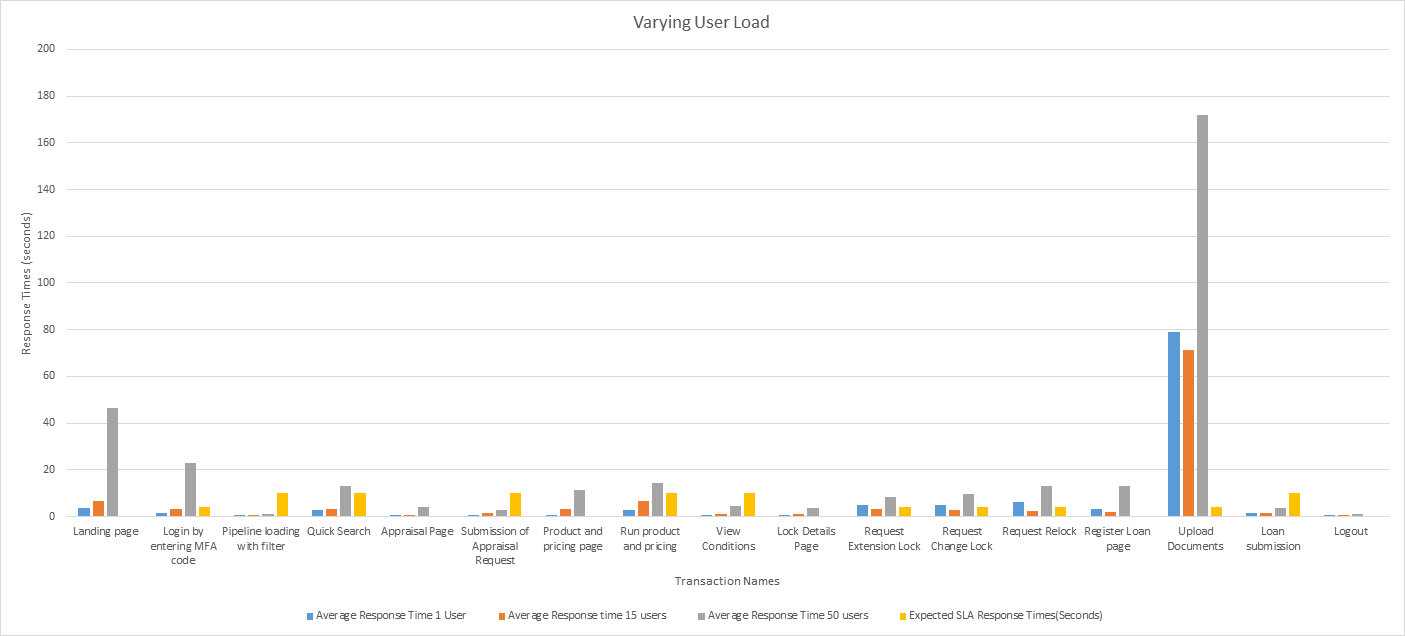 Varying User Load
200
180
160
140
120
100
80
60
40
20
0
Response Times (seconds)
Landing page
Login by
entering MFA
code
Pipeline loading
with filter
Quick Search
Appraisal Page
Submission of
Appraisal
Request
Product and
pricing page
Run product
and pricing
View
Conditions
Lock Details
Page
Request
Extension Lock
Request
Change Lock
Request Relock
Register Loan
page
Upload
Documents
Loan
submission
Logout
Transaction Names
Average Response Time 1 User
Average Response time 15 users
Average Response Time 50 users
Expected SLA Response Times(Seconds)